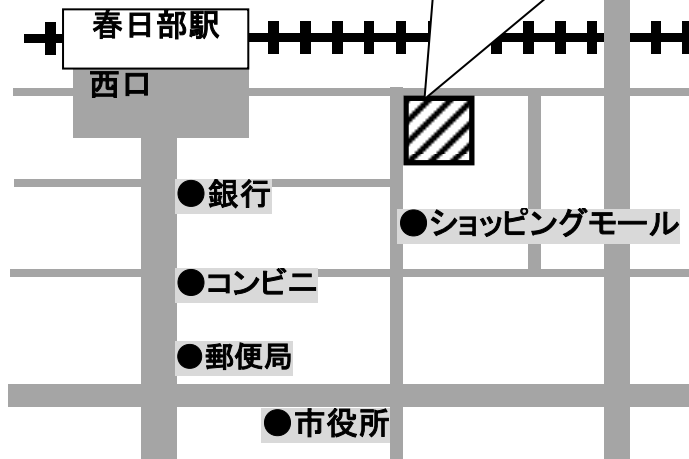 春日部駅
西口
●銀行
●ショッピングモール
●コンビニ
●郵便局
●市役所